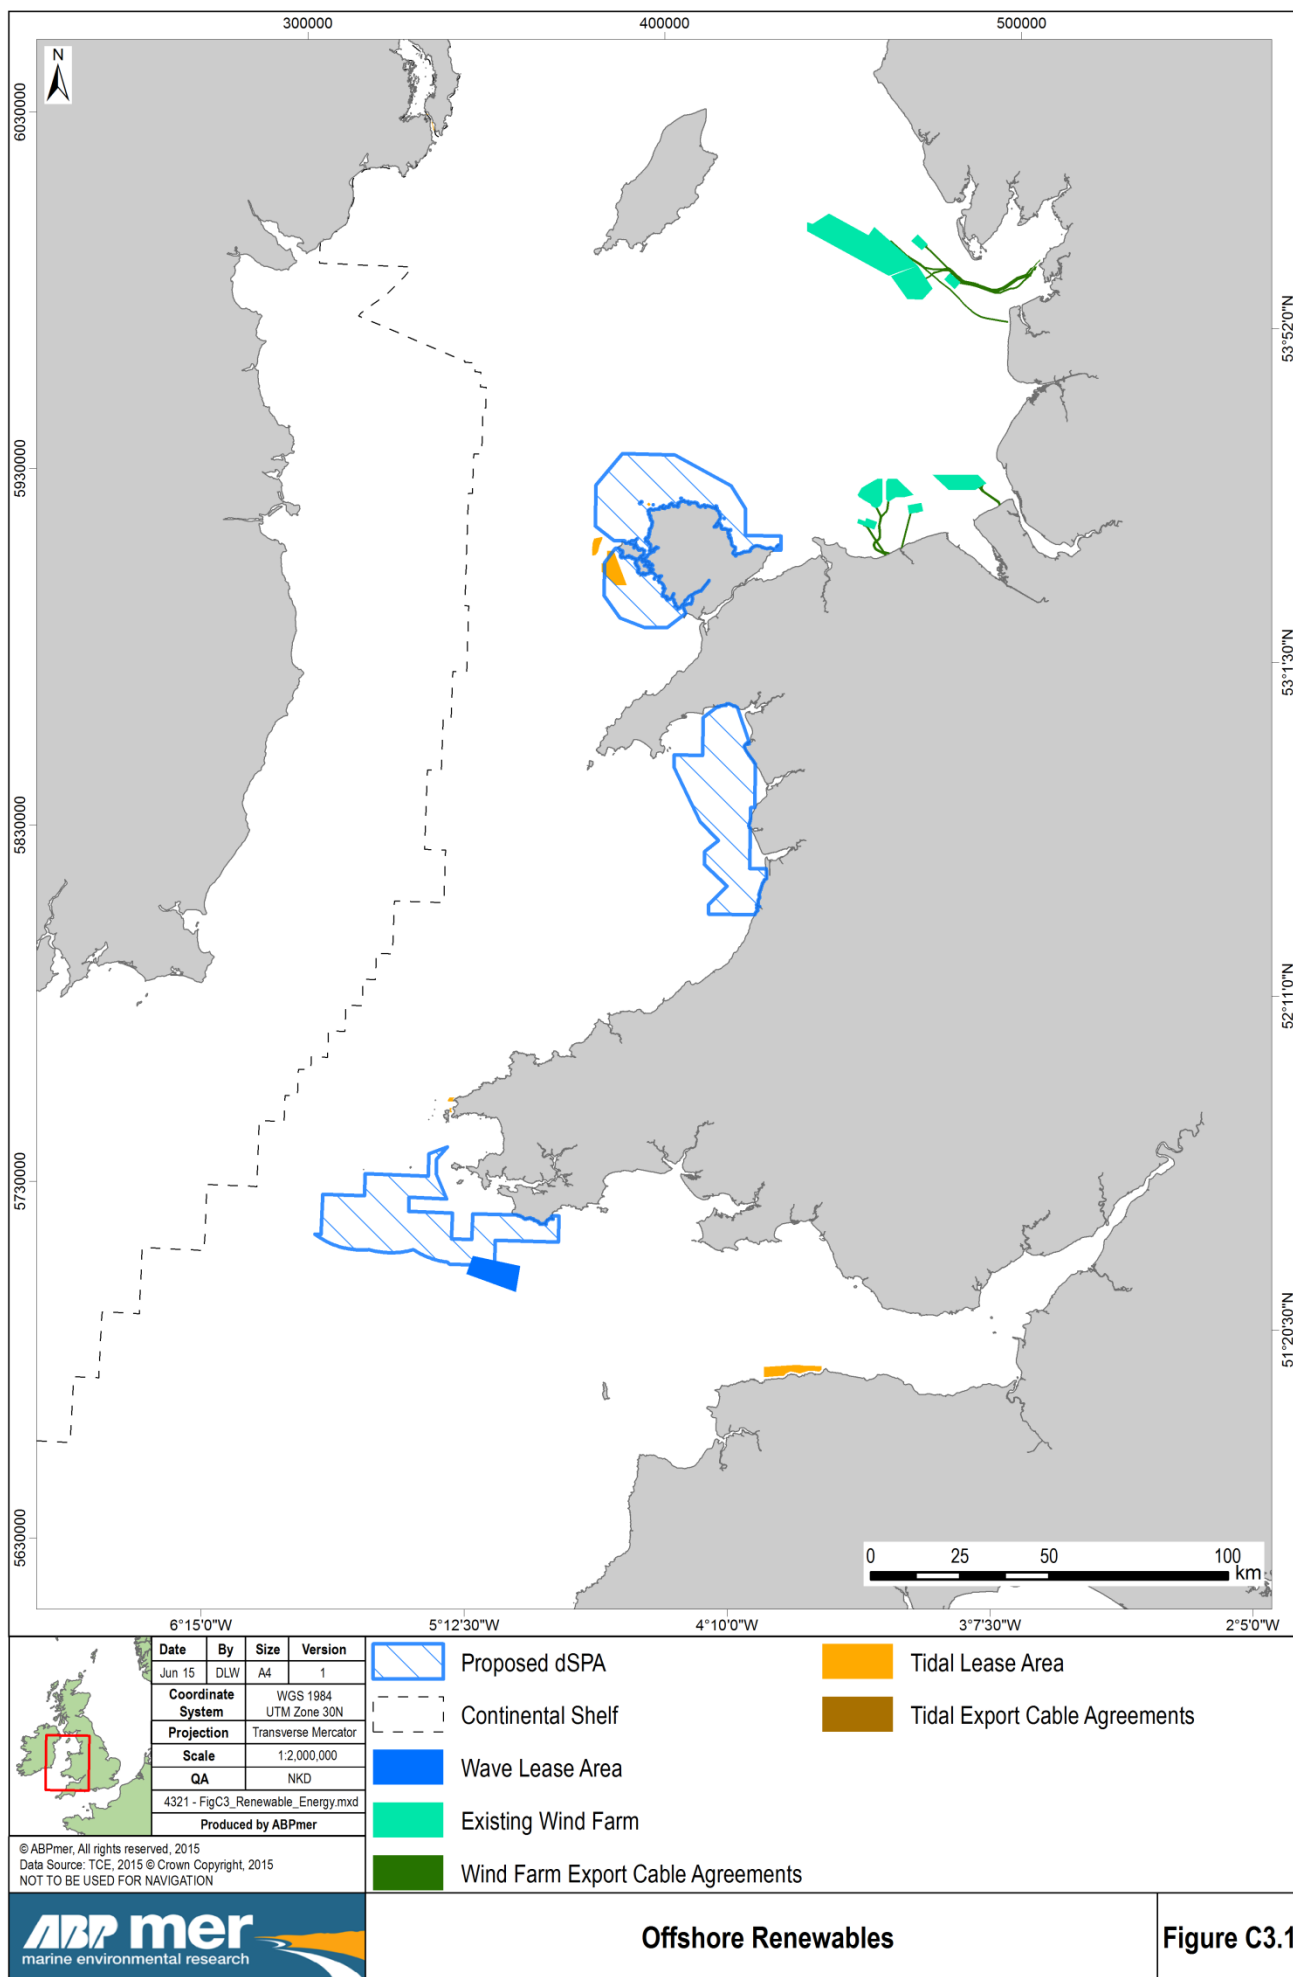 300000 400000 500000
N
6030000
5930000
5830000
5730000
5630000
53°52'0"N
53°1'30"N
52°11'0"N
51°20'30"N
0 25 50 100
km
6°15'0"W 5°12'30"W 4°10'0"W 3°7'30"W 2°5'0"W
Date By Size Version
Jun 15 DLW A4 1
Coordinate System WGS 1984 UTM Zone 30N
Projection Transverse Mercator
Scale 1:2,000,000
QA NKD
4321 - FigC3_Renewable_Energy.mxd
Produced by ABPmer
© ABPmer, All rights reserved, 2015
Data Source: TCE, 2015 © Crown Copyright, 2015
NOT TO BE USED FOR NAVIGATION
Proposed dSPA
Continental Shelf
Wave Lease Area
Existing Wind Farm
Wind Farm Export Cable Agreements
Tidal Lease Area
Tidal Export Cable Agreements
ABP mer
marine environmental research
Offshore Renewables
Figure C3.1